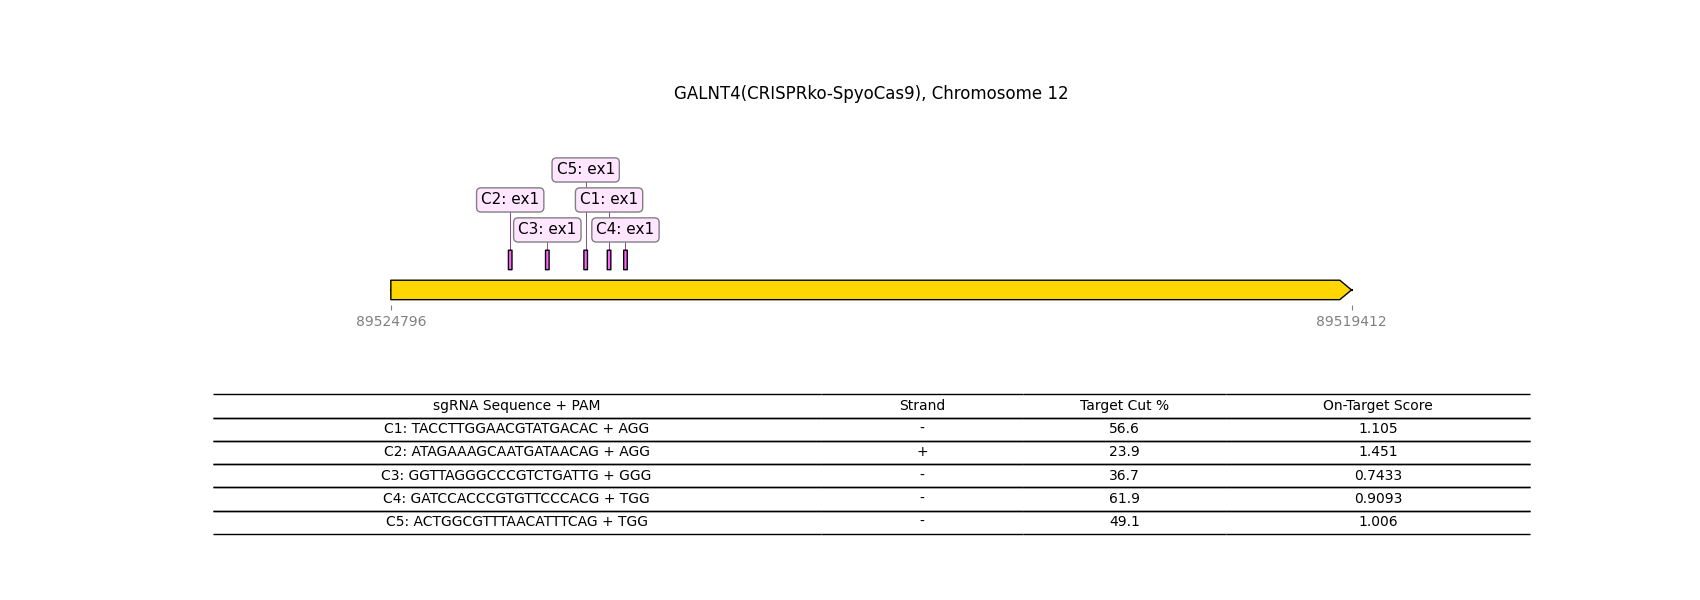 GALNT4(CRISPRko-SpyoCas9), Chromosome 12
C5: ex1
C2: ex1 C1: ex1
C3: ex1 C4: ex1
89524796 89519412
sgRNA Sequence + PAM Strand Target Cut % On-Target Score
C1: TACCTTGGAACGTATGACAC + AGG - 56.6 1.105
C2: ATAGAAAGCAATGATAACAG + AGG + 23.9 1.451
C3: GGTTAGGGCCCGTCTGATTG + GGG - 36.7 0.7433
C4: GATCCACCCGTGTTCCCACG + TGG - 61.9 0.9093
C5: ACTGGCGTTTAACATTTCAG + TGG - 49.1 1.006